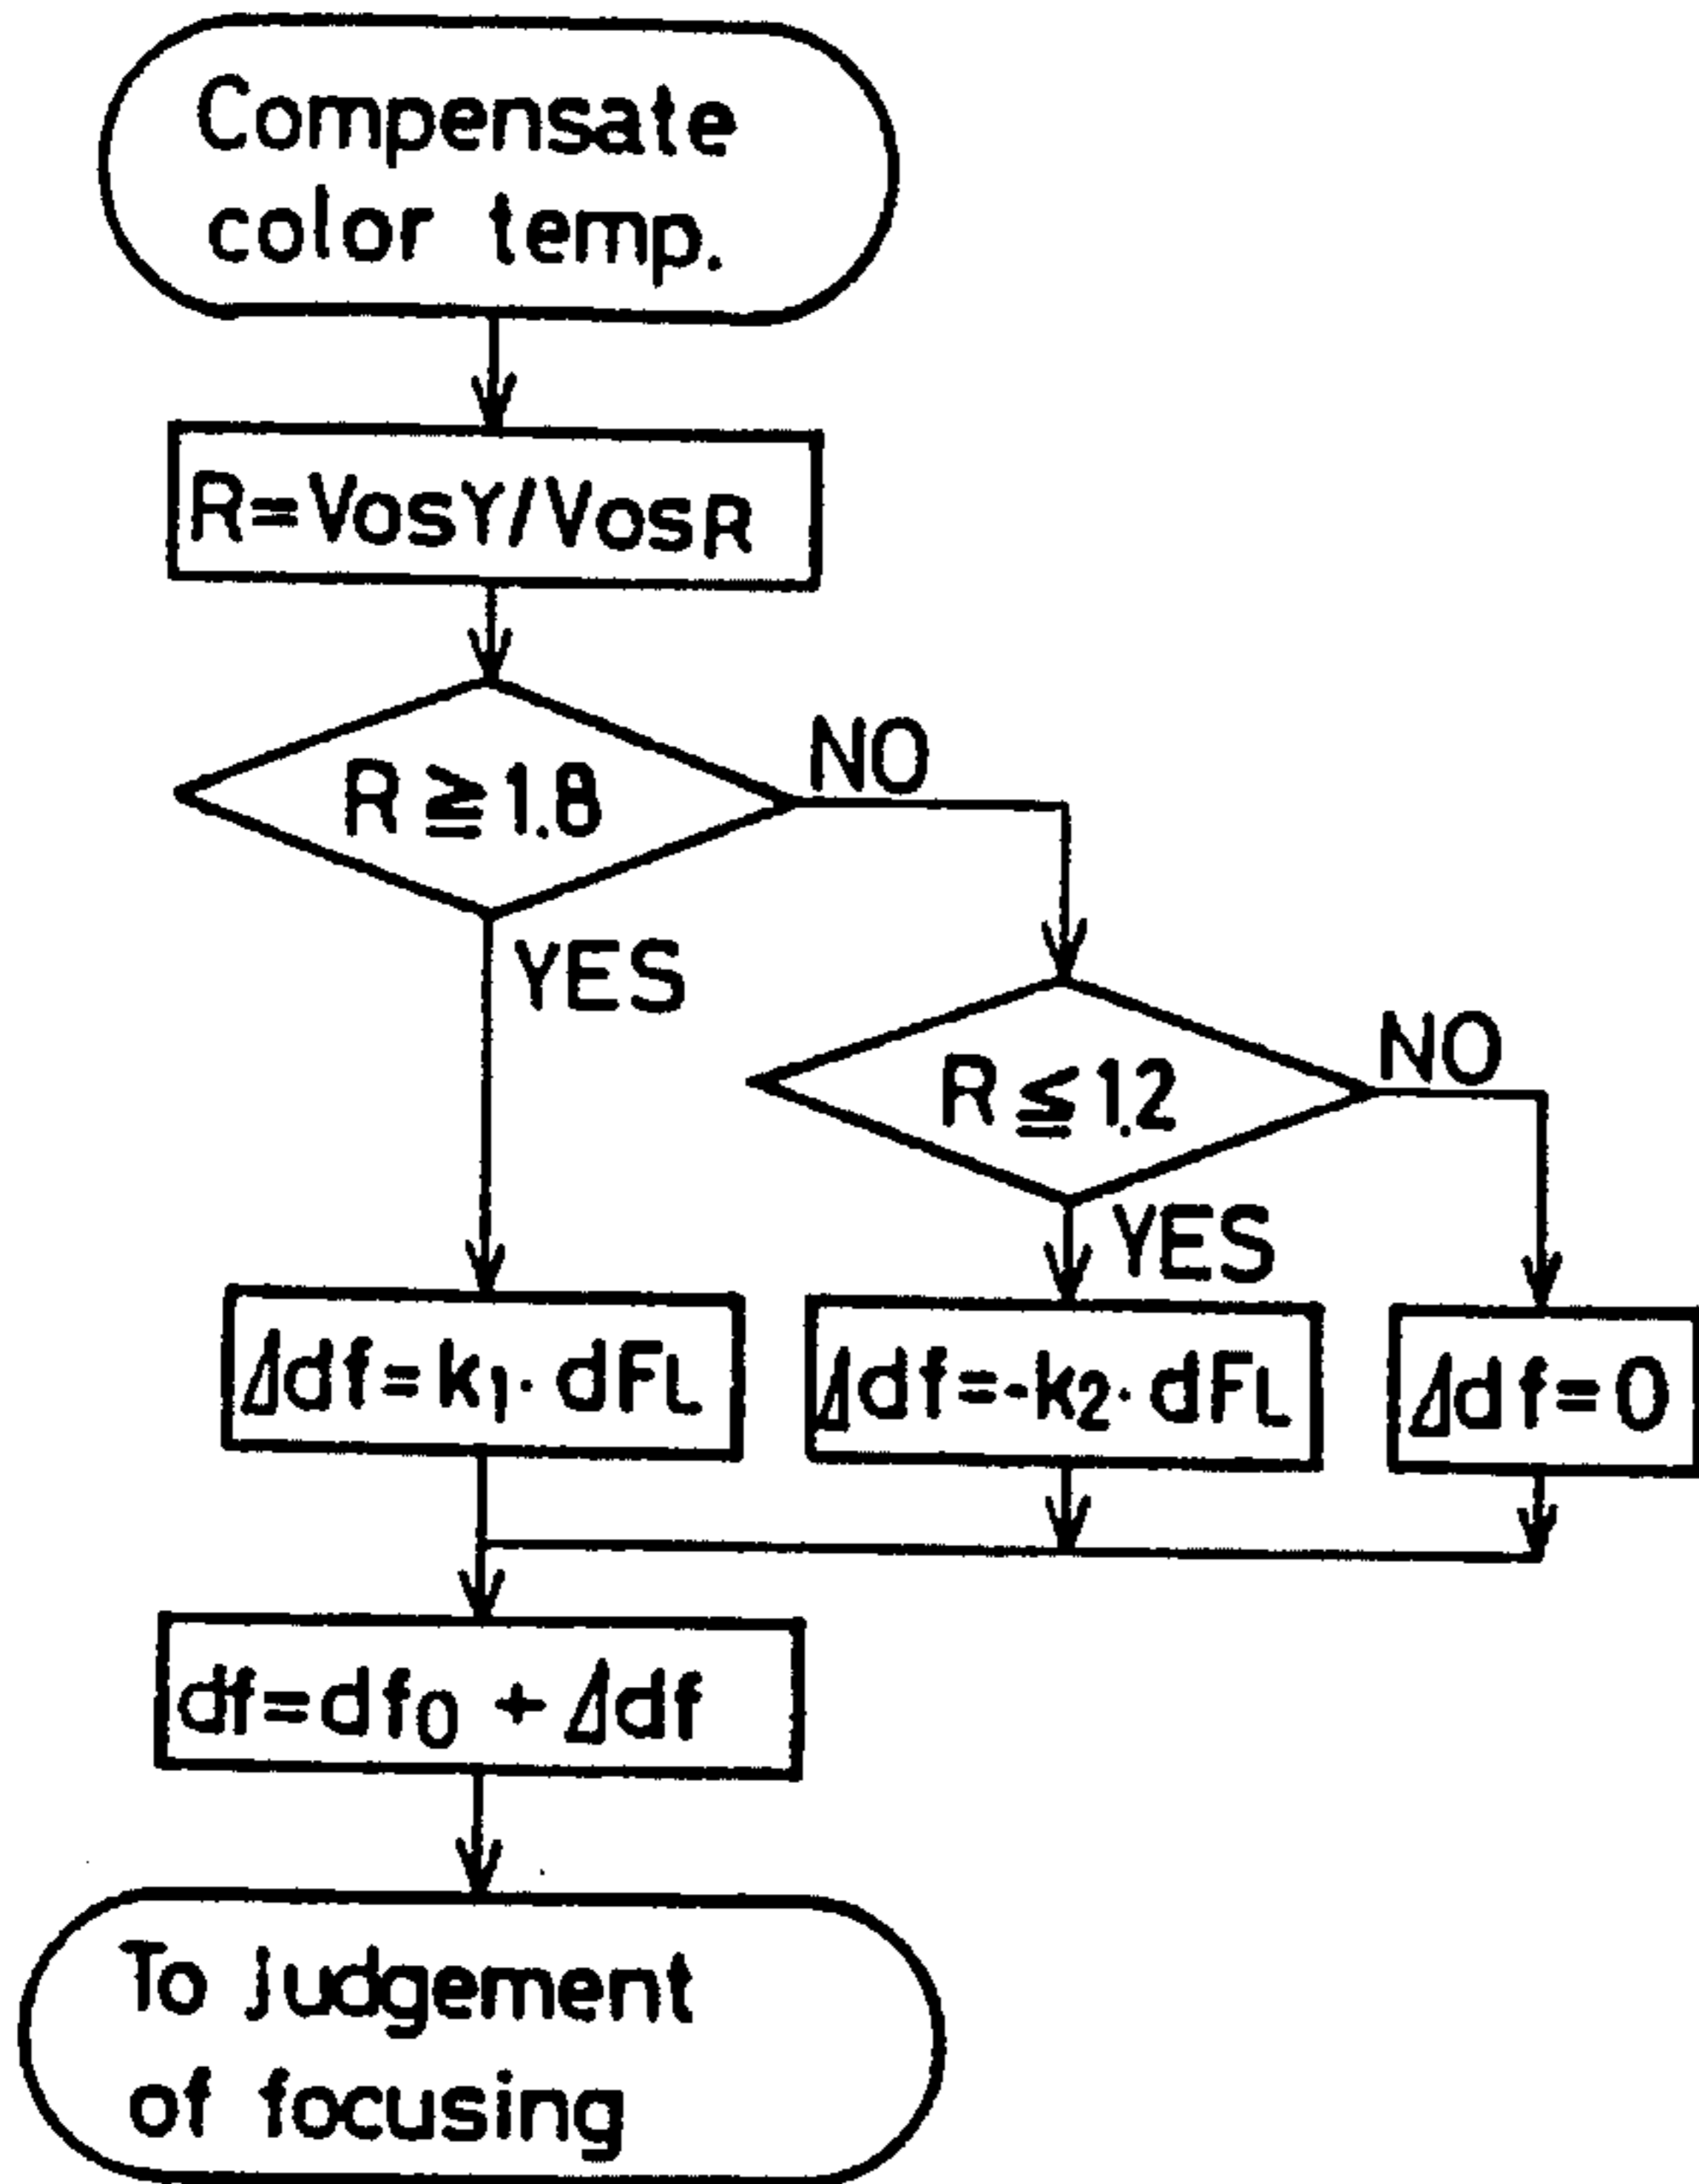 Compensate
color temp.
R=VosY/VosR
R≧1.8
NO
YES
R≦1.2
NO
YES
Δdf=k₁·dFL
Δdf=-k₂·dFL
Δdf=0
df=df₀+Δdf
To Judgement
of focusing